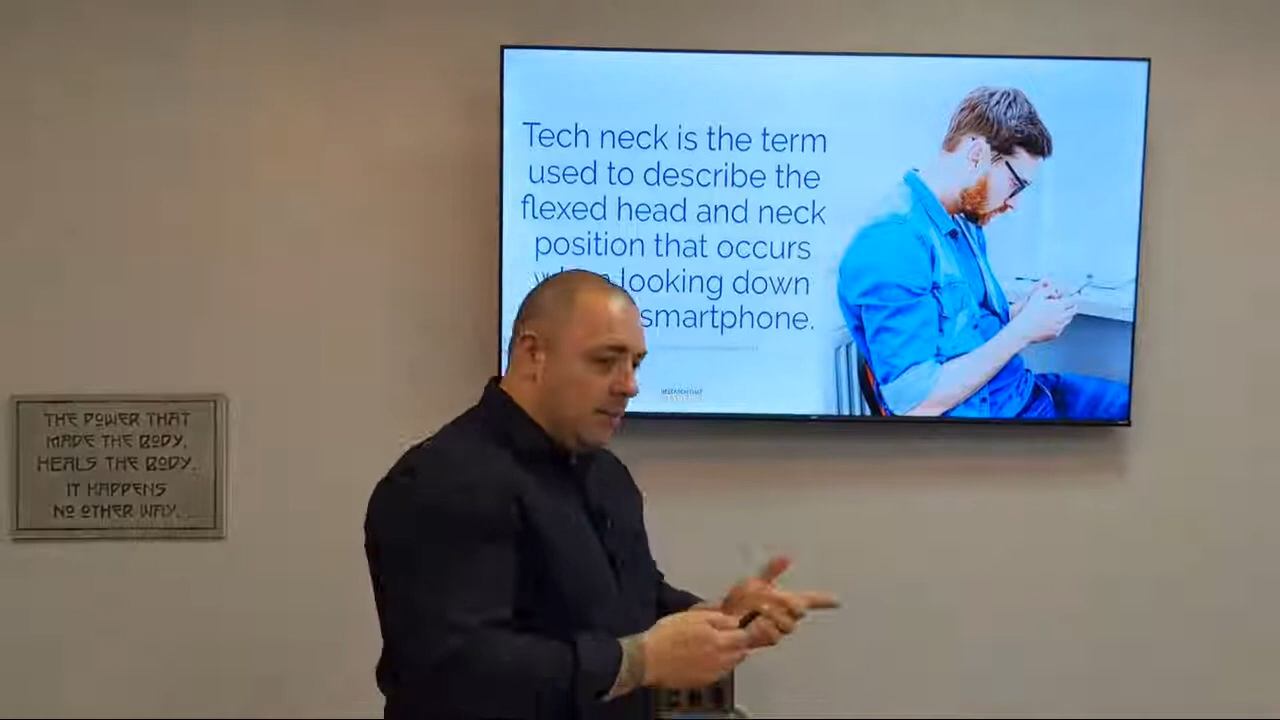 Tech neck is the term
used to describe the
flexed head and neck
position that occurs
looking down
smartphone.
THE POWER THAT
MADE THE BODY,
HEALS THE BODY.
IT HAPPENS
NO OTHER WAY.